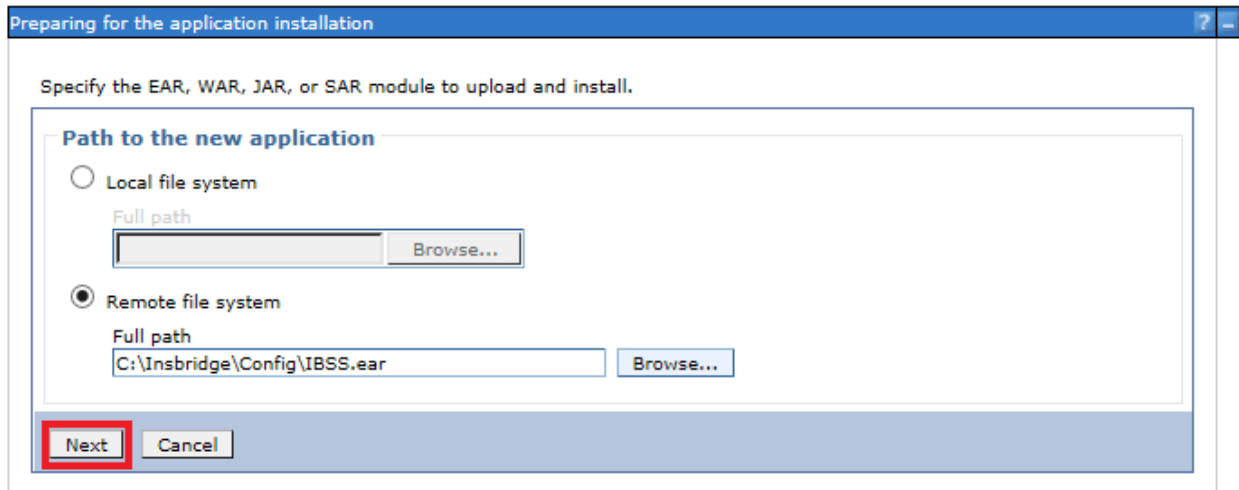 Preparing for the application installation ? –
Specify the EAR, WAR, JAR, or SAR module to upload and install.
Path to the new application
Local file system
Full path
Browse...
Remote file system
Full path
C:\Insbridge\Config\IBSS.ear Browse...
Next Cancel